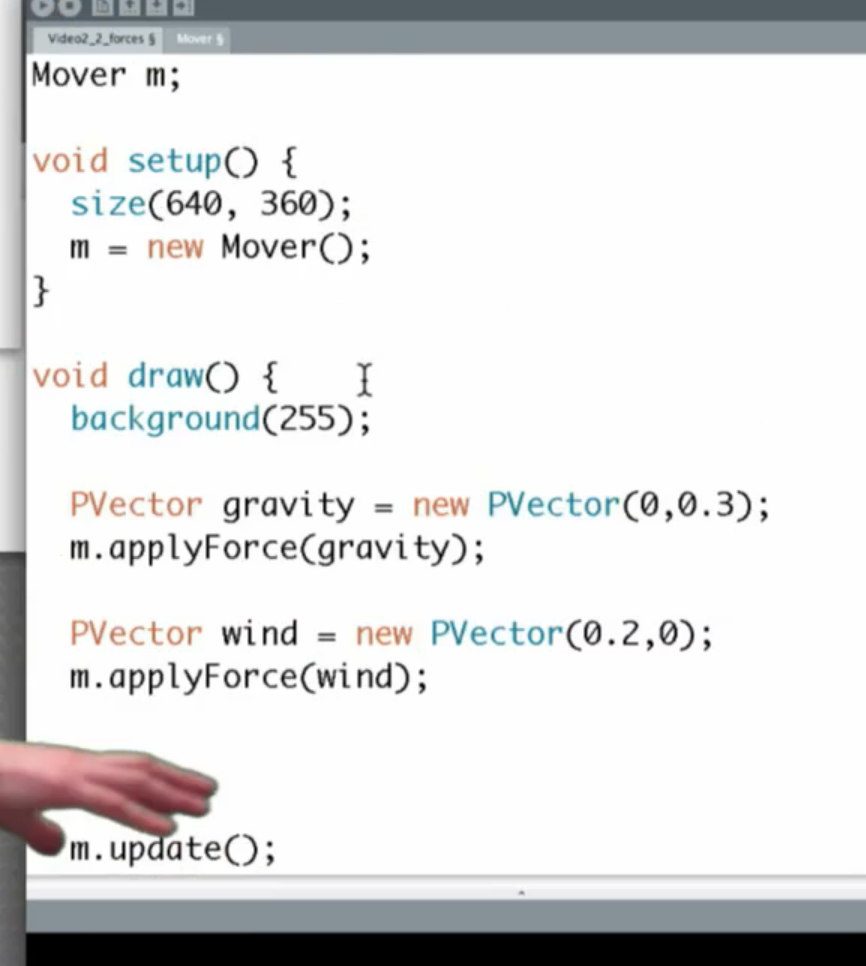 Video2_2_forces §
Mover §
Mover m;
void setup() {
size(640, 360);
m = new Mover();
}
void draw() {
background(255);
PVector gravity = new PVector(0,0.3);
m.applyForce(gravity);
PVector wind = new PVector(0.2,0);
m.applyForce(wind);
m.update();